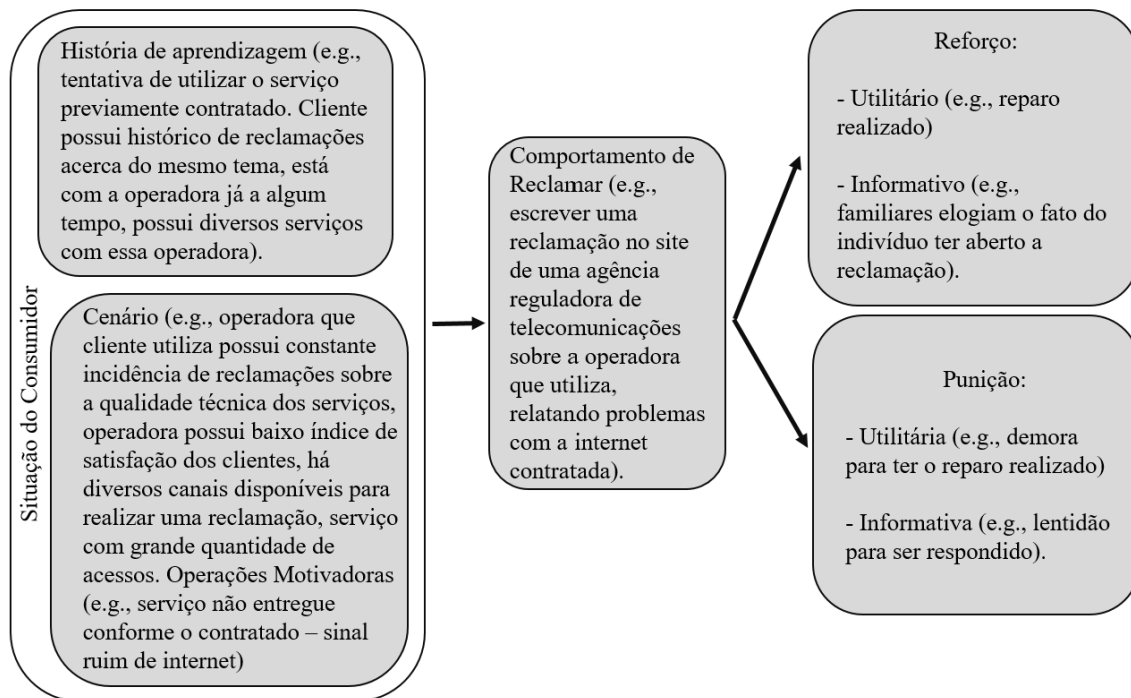 Situação do Consumidor
História de aprendizagem (e.g.,
tentativa de utilizar o serviço
previamente contratado. Cliente
possui histórico de reclamações
acerca do mesmo tema, está
com a operadora já a algum
tempo, possui diversos serviços
com essa operadora).
Cenário (e.g., operadora que
cliente utiliza possui constante
incidência de reclamações sobre
a qualidade técnica dos serviços,
operadora possui baixo índice de
satisfação dos clientes, há
diversos canais disponíveis para
realizar uma reclamação, serviço
com grande quantidade de
acessos. Operações Motivadoras
(e.g., serviço não entregue
conforme o contratado – sinal
ruim de internet)
Comportamento de
Reclamar (e.g.,
escrever uma
reclamação no site
de uma agência
reguladora de
telecomunicações
sobre a operadora
que utiliza,
relatando problemas
com a internet
contratada).
Reforço:
- Utilitário (e.g., reparo
realizado)
- Informativo (e.g.,
familiares elogiam o fato do
indivíduo ter aberto a
reclamação).
Punição:
- Utilitária (e.g., demora
para ter o reparo realizado)
- Informativa (e.g., lentidão
para ser respondido).